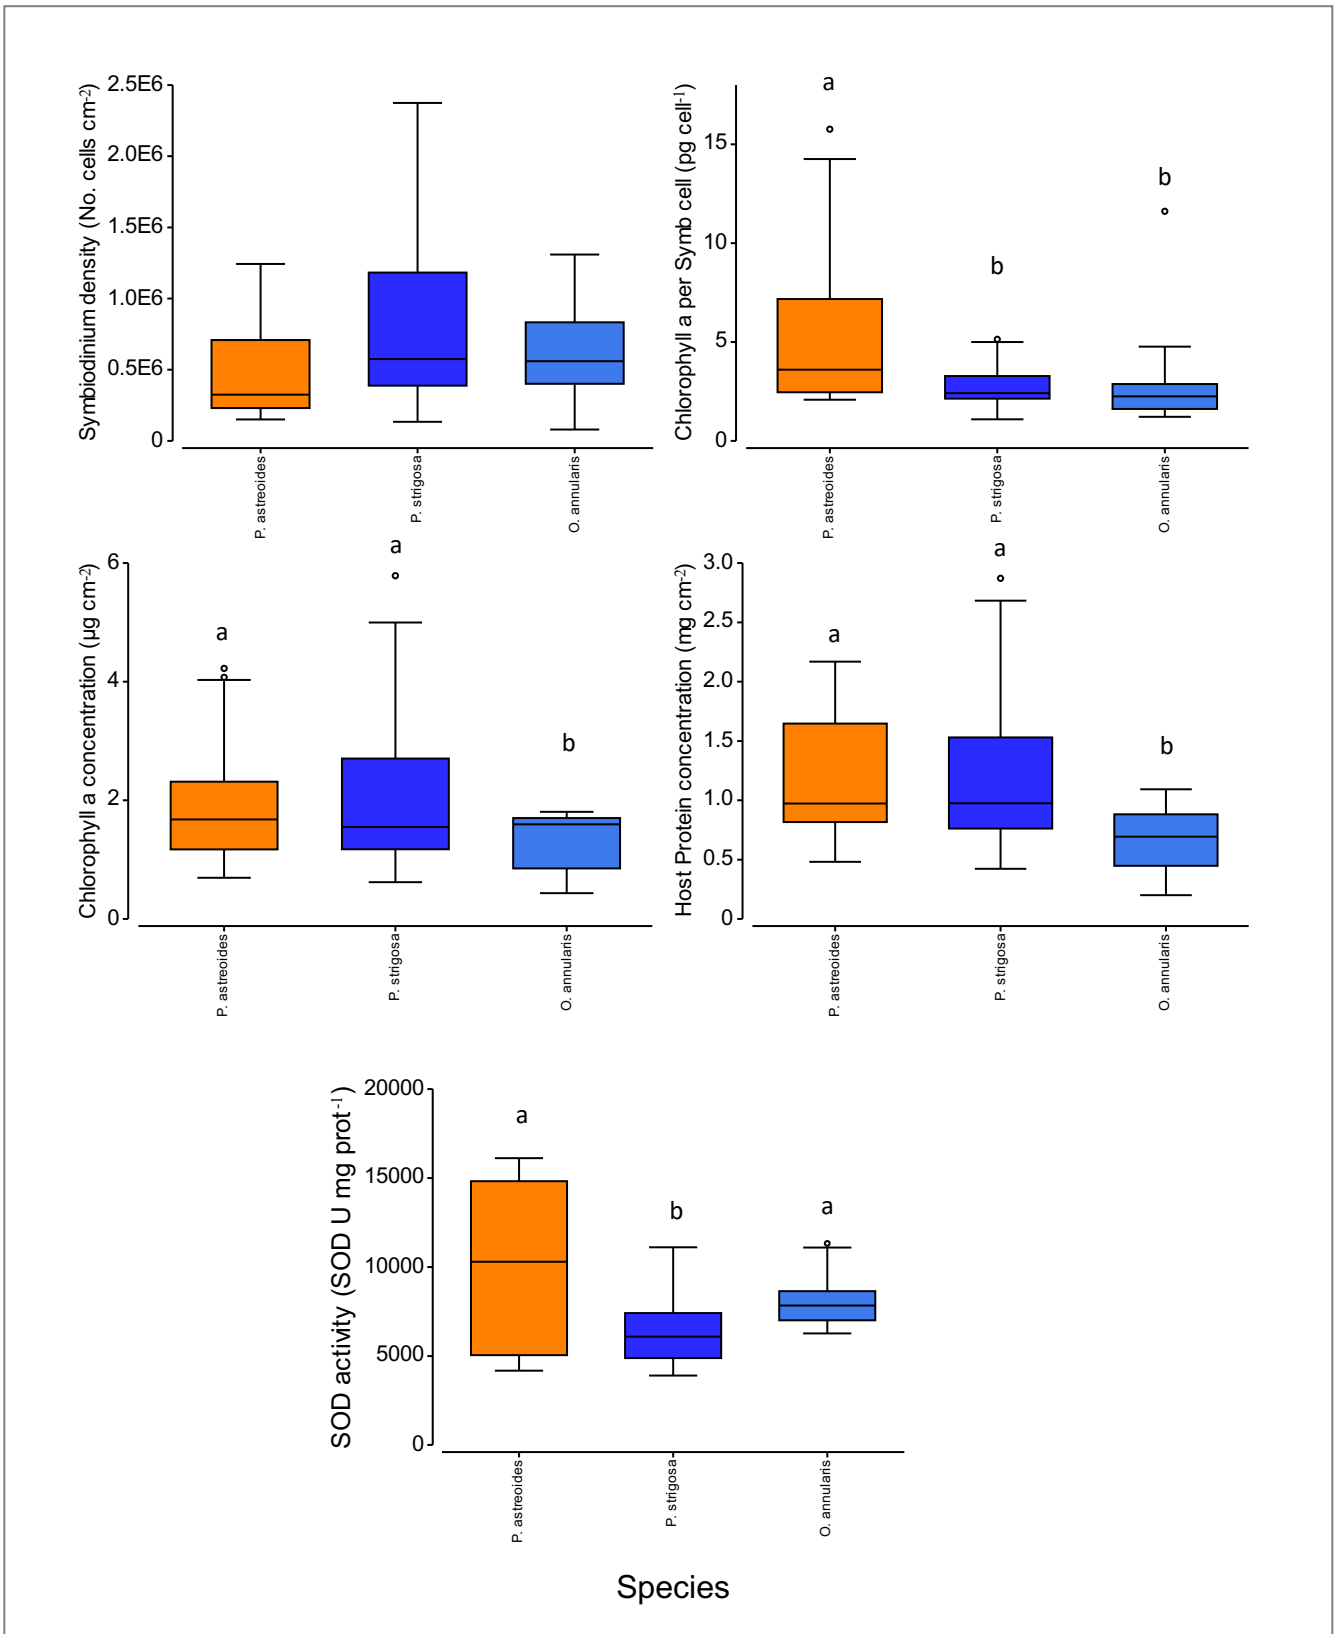 Symbiodinium density (No. cells cm-2)
2.5E6
2.0E6
1.5E6
1.0E6
0.5E6
0
P. astreoides
P. strigosa
O. annularis
Chlorophyll a per Symb cell (pg cell-1)
15
10
5
0
a
b
b
P. astreoides
P. strigosa
O. annularis
Chlorophyll a concentration (µg cm-2)
6
4
2
0
a
a
b
P. astreoides
P. strigosa
O. annularis
Host Protein concentration (mg cm-2)
3.0
2.5
2.0
1.5
1.0
0.5
0
a
a
b
P. astreoides
P. strigosa
O. annularis
SOD activity (SOD U mg prot-1)
20000
15000
10000
5000
0
a
b
a
P. astreoides
P. strigosa
O. annularis
Species